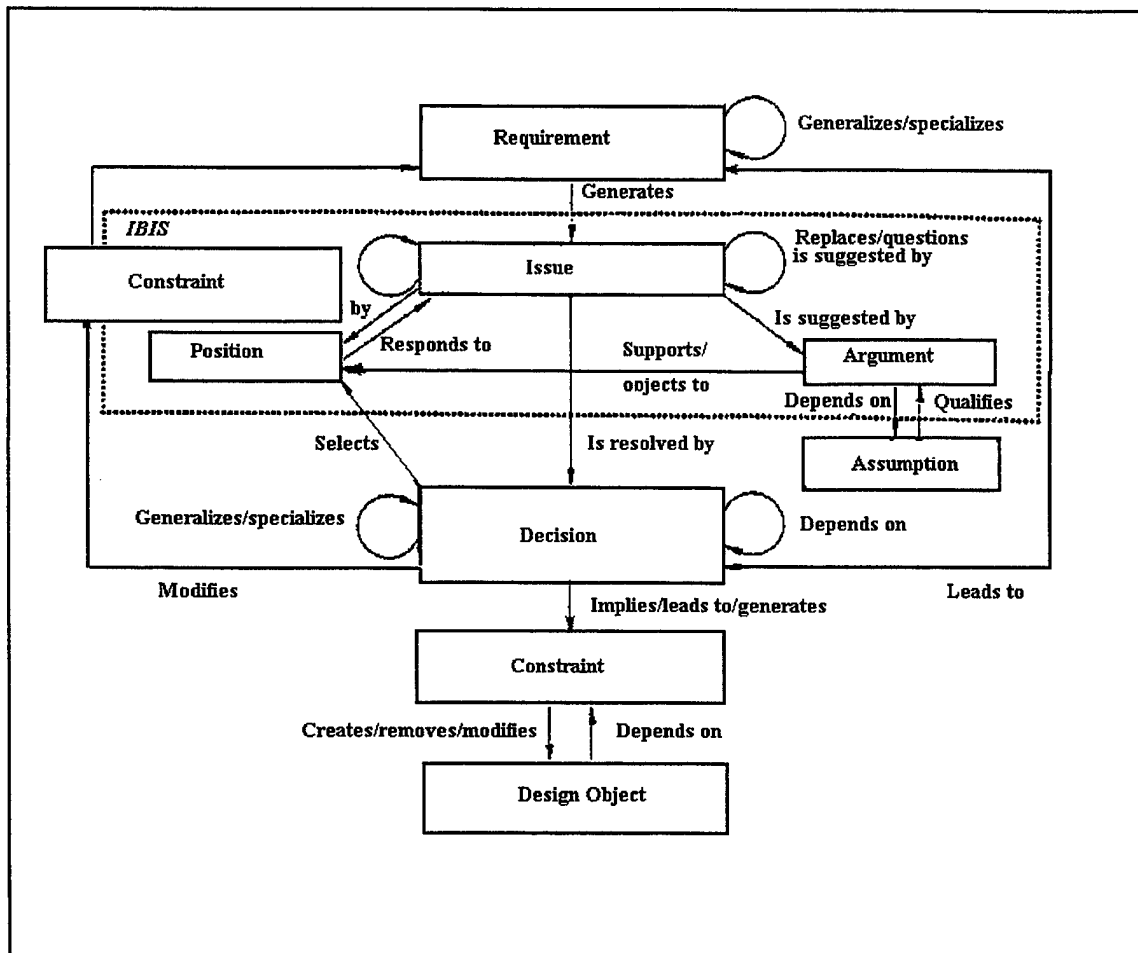 Requirement
Generalizes/specializes
Generates
IBIS
Constraint
Issue
Replaces/questions
is suggested by
by
Is suggested by
Position
Responds to
Supports/
onjects to
Argument
Depends on
Qualifies
Selects
Is resolved by
Assumption
Generalizes/specializes
Decision
Depends on
Modifies
Leads to
Implies/leads to/generates
Constraint
Creates/removes/modifies
Depends on
Design Object